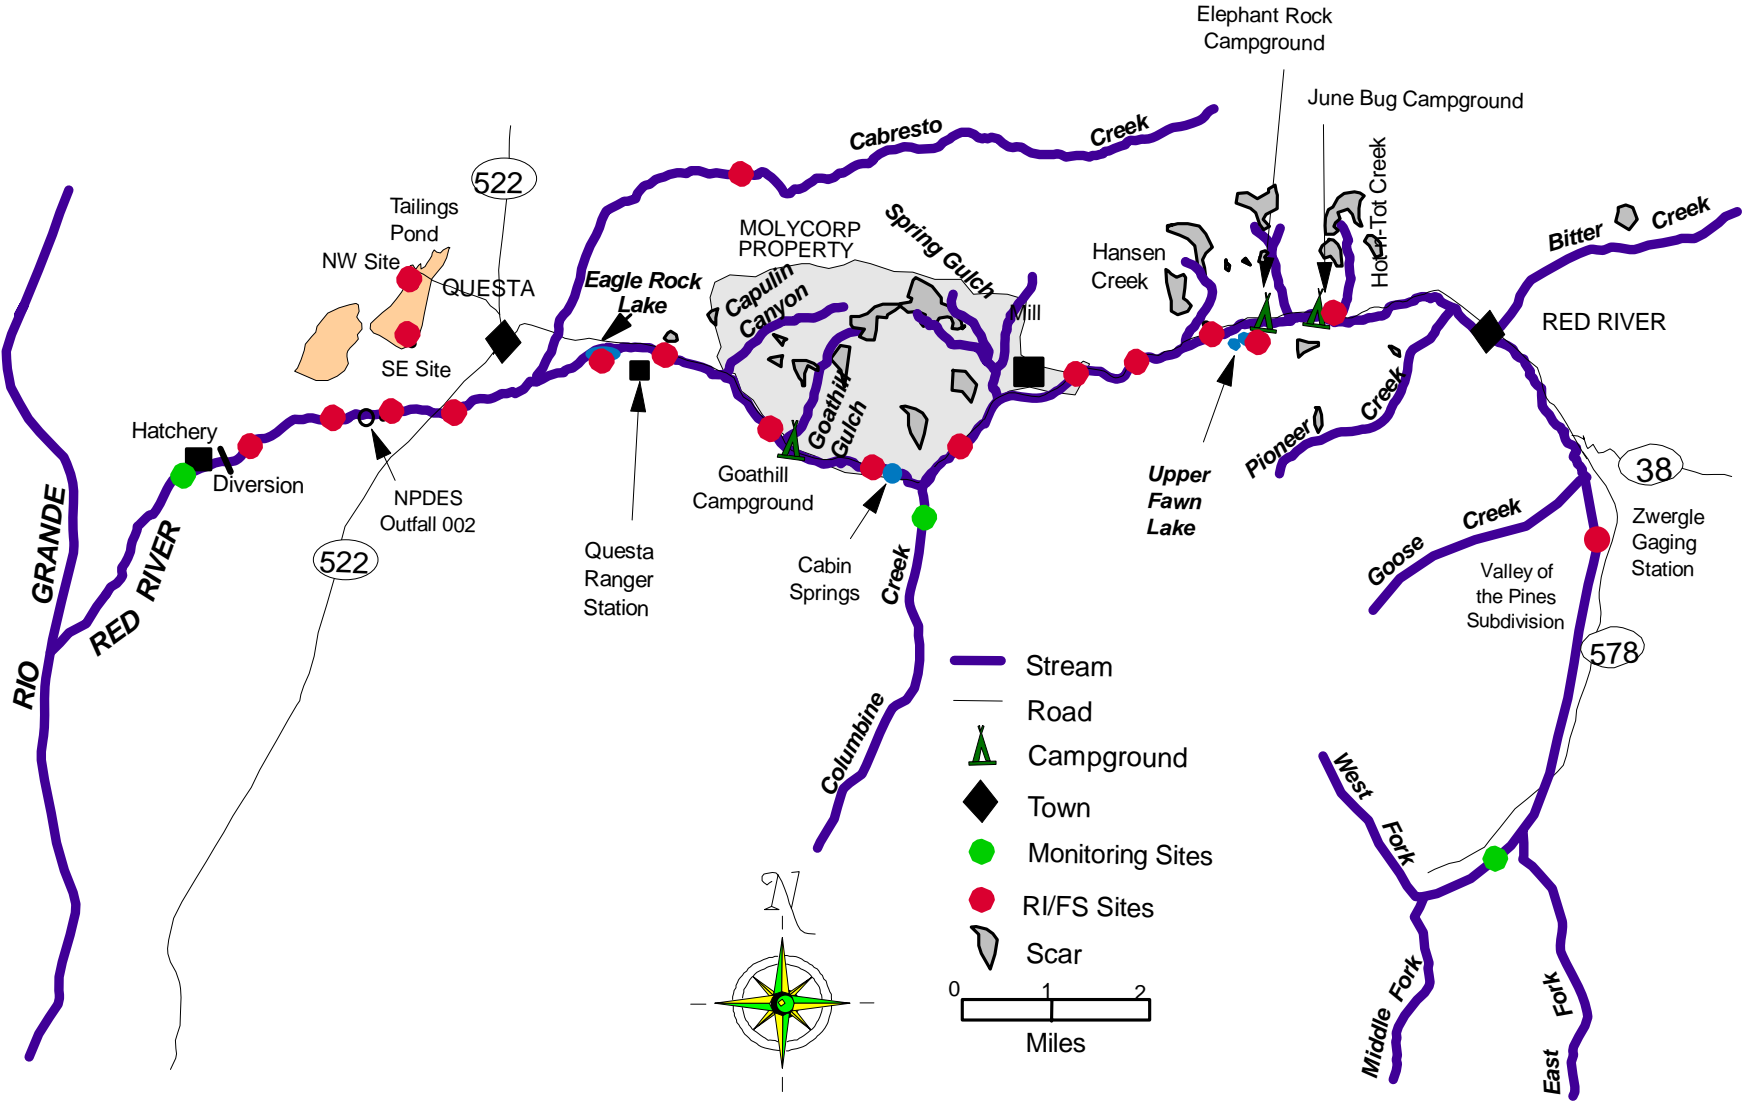 Elephant Rock
Campground
June Bug Campground
Cabresto
Creek
522
Hot-n-Tot Creek
Tailings
Pond
NW Site
QUESTA
Eagle Rock
Lake
MOLYCORP
PROPERTY
Spring Gulch
Capulin
Canyon
Mill
Hansen
Creek
Bitter
Creek
RED RIVER
SE Site
Goathill
Gulch
Pioneer
Creek
Hatchery
Diversion
NPDES
Outfall 002
Goathill
Campground
Upper
Fawn
Lake
38
522
Questa
Ranger
Station
Cabin
Springs
Creek
Columbine
Goose
Creek
Zwergle
Gaging
Station
Valley of
the Pines
Subdivision
578
RIO
GRANDE
RED RIVER
Stream
Road
Campground
Town
Monitoring Sites
RI/FS Sites
Scar
0 1 2
Miles
N
West
Fork
Middle Fork
East
Fork